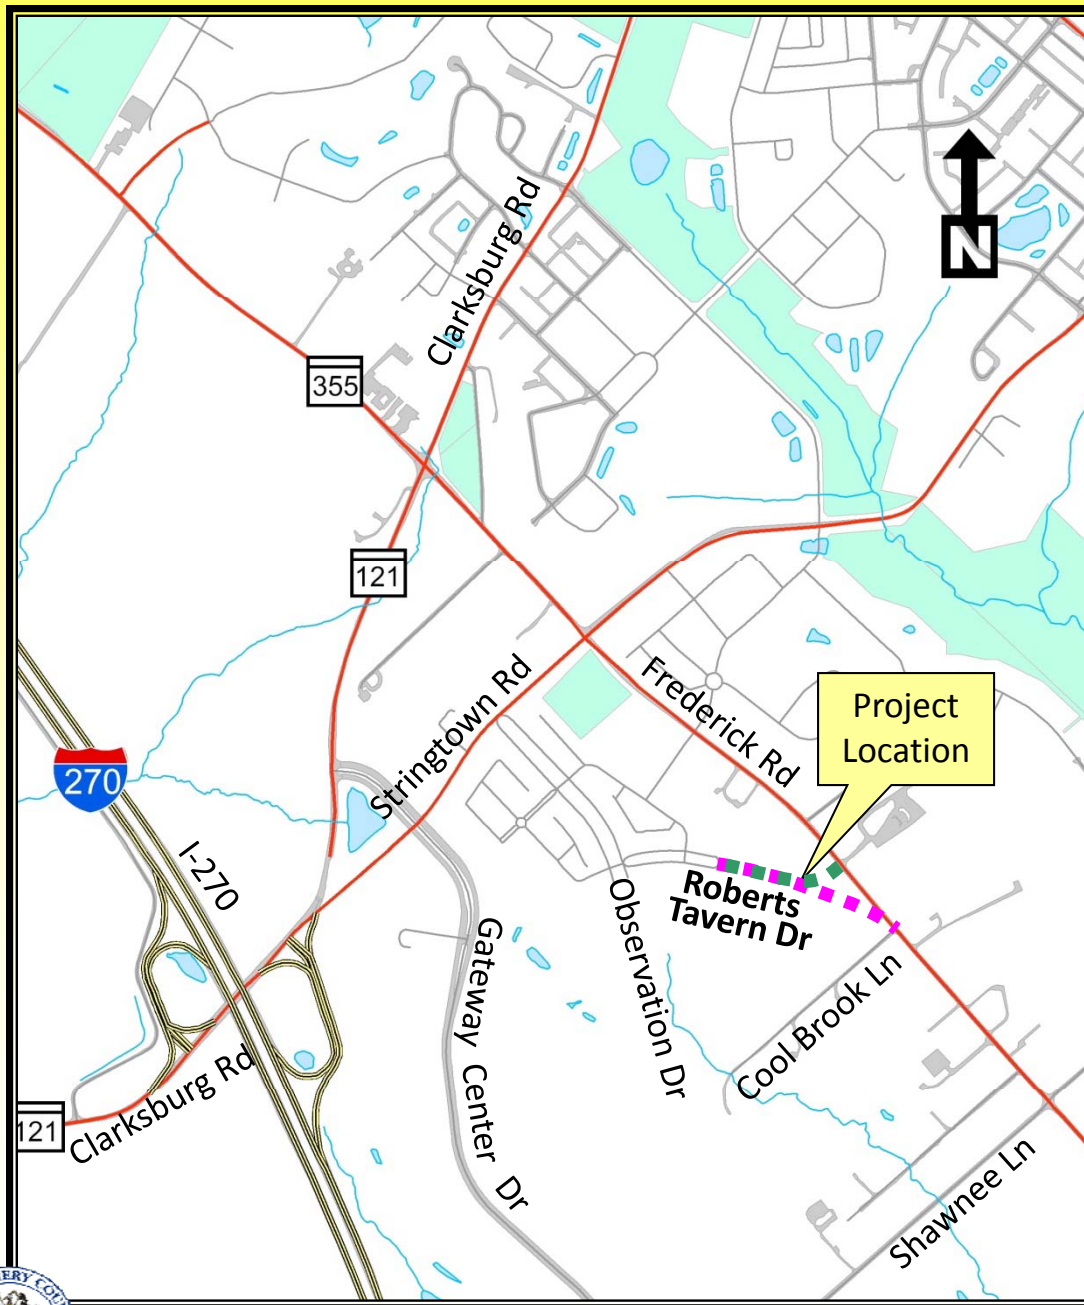 N
Clarksburg Rd
355
121
Stringtown Rd
Frederick Rd
Project
Location
270
I-270
Roberts
Tavern Dr
Observation Dr
Gateway Center Dr
Cool Brook Ln
Clarksburg Rd
121
Shawnee Ln